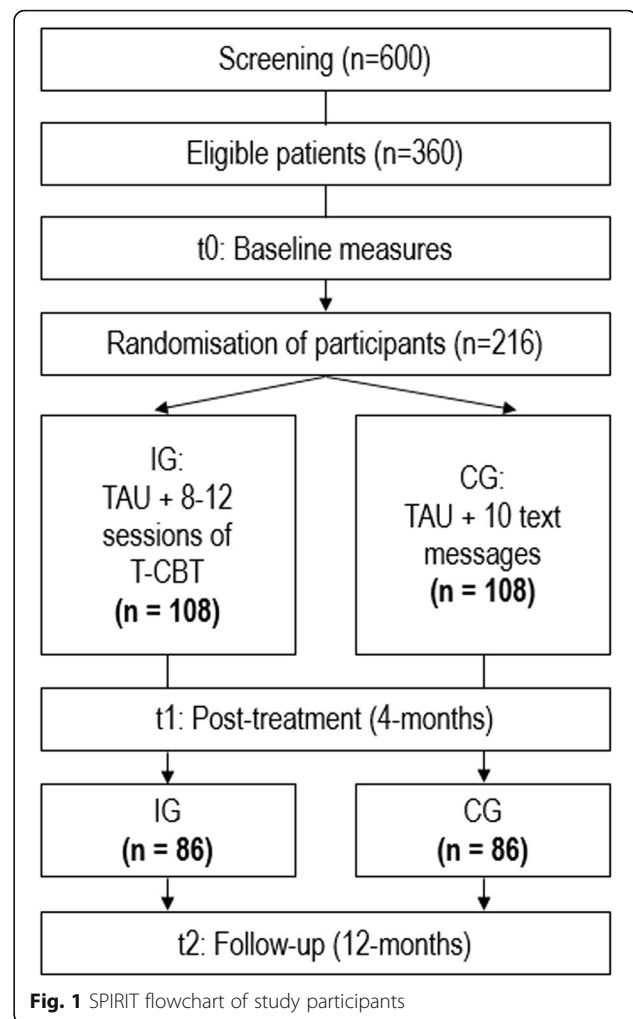 Screening (n=600)
Eligible patients (n=360)
t0: Baseline measures
Randomisation of participants (n=216)
IG:
TAU + 8-12
sessions of
T-CBT
(n = 108)
CG:
TAU + 10 text
messages
(n = 108)
t1: Post-treatment (4-months)
IG
(n = 86)
CG
(n = 86)
t2: Follow-up (12-months)
Fig. 1 SPIRIT flowchart of study participants